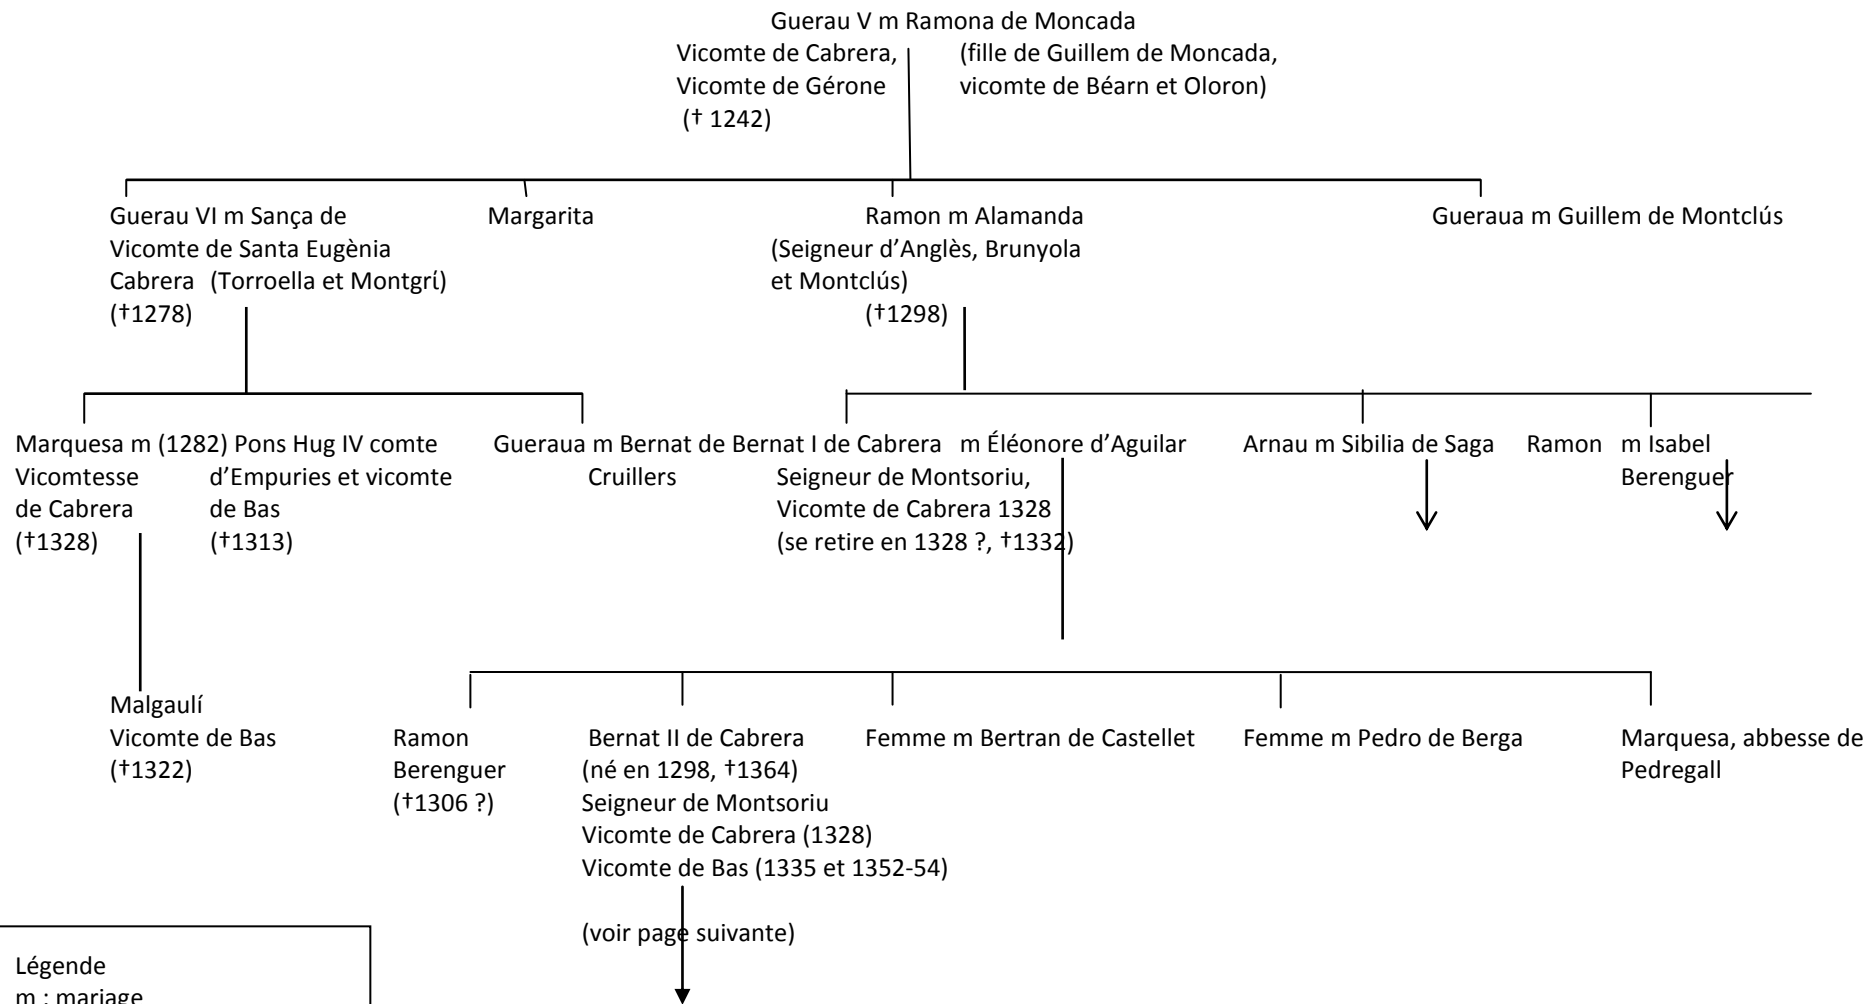 Guerau V m Ramona de Moncada
Vicomte de Cabrera, (fille de Guillem de Moncada,
Vicomte de Gérone vicomte de Béarn et Oloron)
(† 1242)
Guerau VI m Sança de Margarita Ramon m Alamanda Gueraua m Guillem de Montclús
Vicomte de Santa Eugènia (Seigneur d’Anglès, Brunyola
Cabrera (Torroella et Montgrí) et Montclús)
(†1278) (†1298)
Marquesa m (1282) Pons Hug IV comte Gueraua m Bernat de Bernat I de Cabrera m Éléonore d’Aguilar Arnau m Sibilia de Saga Ramon m Isabel
Vicomtesse d’Empuries et vicomte Cruillers Seigneur de Montsoriu, Berenguer
de Cabrera de Bas Vicomte de Cabrera 1328
(†1328) (†1313) (se retire en 1328 ?, †1332)
Malgaulí
Vicomte de Bas Ramon Bernat II de Cabrera Femme m Bertran de Castellet Femme m Pedro de Berga Marquesa, abbesse de
(†1322) Berenguer (né en 1298, †1364) Pedregall
(†1306 ?) Seigneur de Montsoriu
Vicomte de Cabrera (1328)
Vicomte de Bas (1335 et 1352-54)
(voir page suivante)
Légende
m : mariage